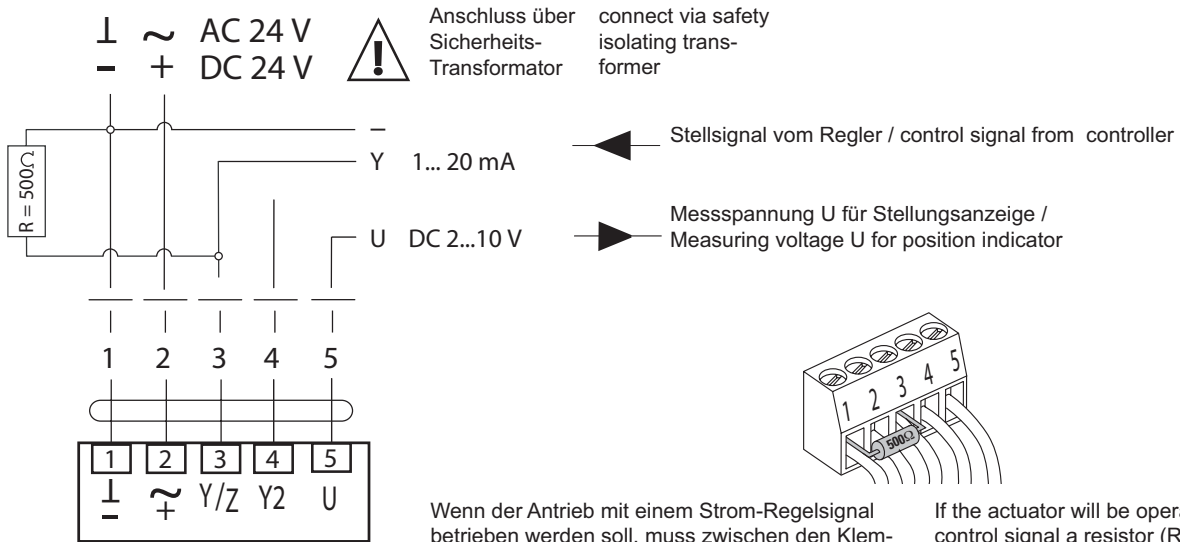 ⊥ ~ AC 24 V
– + DC 24 V
Anschluss über
Sicherheits-
Transformator
connect via safety
isolating trans-
former
!
–
Y 1... 20 mA
Stellsignal vom Regler / control signal from controller
R = 500Ω
U DC 2...10 V
Messspannung U für Stellungsanzeige /
Measuring voltage U for position indicator
1 2 3 4 5
1 2 3 4 5
⊥ ~ Y/Z Y2 U
– +
1 2 3 4 5
500Ω
Wenn der Antrieb mit einem Strom-Regelsignal
betrieben werden soll, muss zwischen den Klem-
If the actuator will be opera
control signal a resistor (R